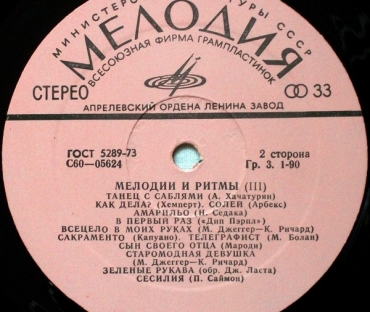 МИНИСТЕРСТВО КУЛЬТУРЫ СССР
МЕЛОДИЯ
ВСЕСОЮЗНАЯ ФИРМА ГРАМПЛАСТИНОК
СТЕРЕО
33
АПРЕЛЕВСКИЙ ОРДЕНА ЛЕНИНА ЗАВОД
ГОСТ 5289-73
С60—05624
2 сторона
Гр. 3. 1-90
МЕЛОДИИ И РИТМЫ (III)
ТАНЕЦ С САБЛЯМИ (А. Хачатурян)
КАК ДЕЛА? (Хемперт). СОЛЕЙ (Арбекс)
АМАРИЛЬО (Н. Седака)
В ПЕРВЫЙ РАЗ («Дип Пэрпл»)
ВСЕЦЕЛО В МОИХ РУКАХ (М. Джеггер—К. Ричард)
САКРАМЕНТО (Капуано). ТЕЛЕГРАФИСТ (М. Болан)
СЫН СВОЕГО ОТЦА (Мароди)
СТАРОМОДНАЯ ДЕВУШКА
(М. Джеггер—К. Ричард)
ЗЕЛЕНЫЕ РУКАВА (обр. Дж. Ласта)
СЕСИЛИЯ (П. Саймон)